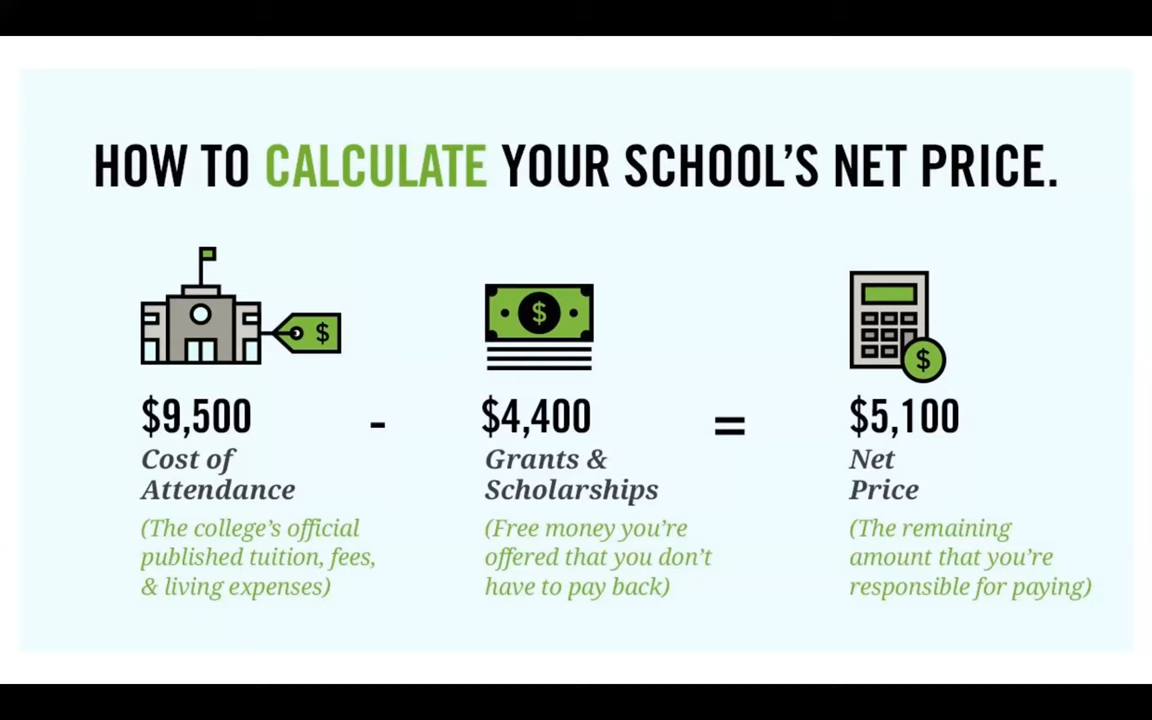 HOW TO CALCULATE YOUR SCHOOL'S NET PRICE.
$
$
$
$9,500 - $4,400 = $5,100
Cost of
Attendance
(The college's official
published tuition, fees,
& living expenses)
Grants &
Scholarships
(Free money you're
offered that you don't
have to pay back)
Net
Price
(The remaining
amount that you're
responsible for paying)